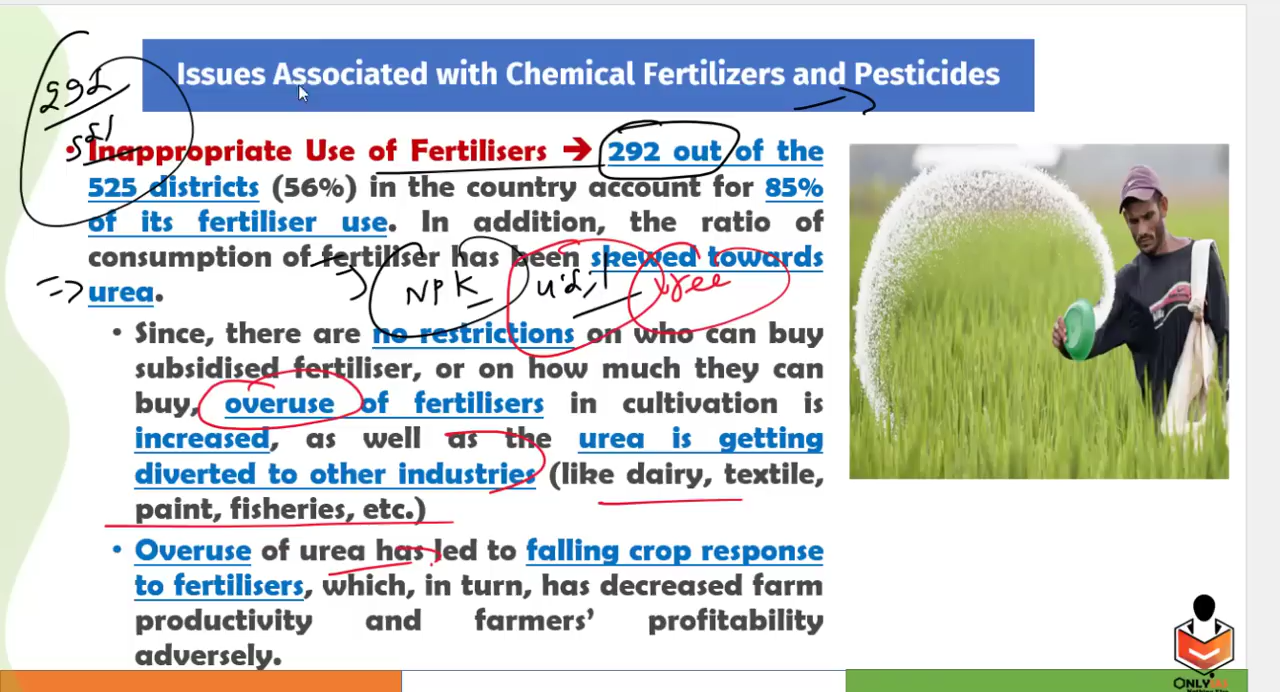 Issues Associated with Chemical Fertilizers and Pesticides
292
521
• Inappropriate Use of Fertilisers ➔ 292 out of the
525 districts (56%) in the country account for 85%
of its fertiliser use. In addition, the ratio of
consumption of fertiliser has been skewed towards
urea.
NPK
• Since, there are no restrictions on who can buy
subsidised fertiliser, or on how much they can
buy, overuse of fertilisers in cultivation is
increased, as well as the urea is getting
diverted to other industries (like dairy, textile,
paint, fisheries, etc.)
• Overuse of urea has led to falling crop response
to fertilisers, which, in turn, has decreased farm
productivity and farmers’ profitability
adversely.